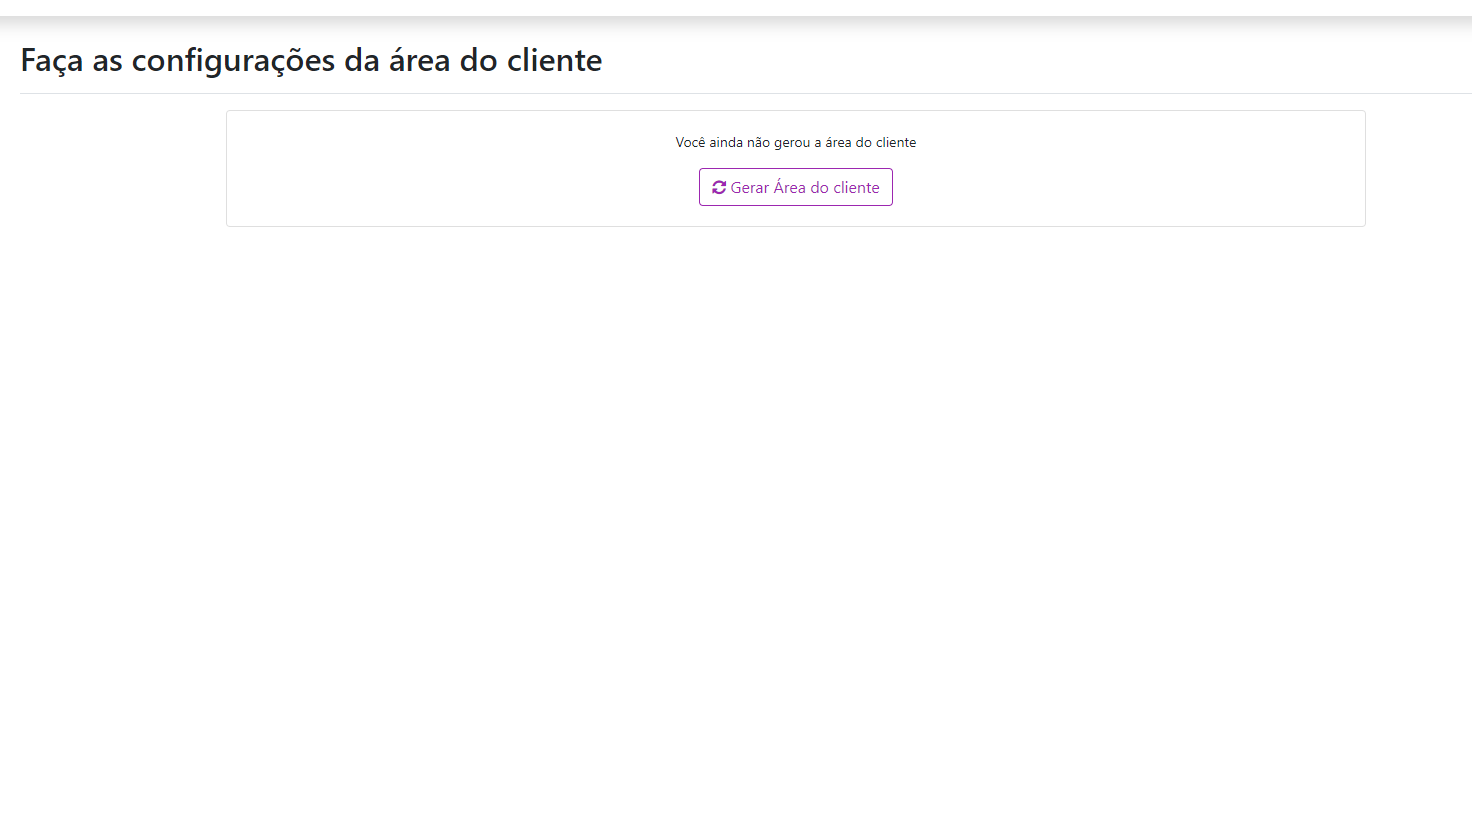 Faça as configurações da área do cliente
Você ainda não gerou a área do cliente
Gerar Área do cliente